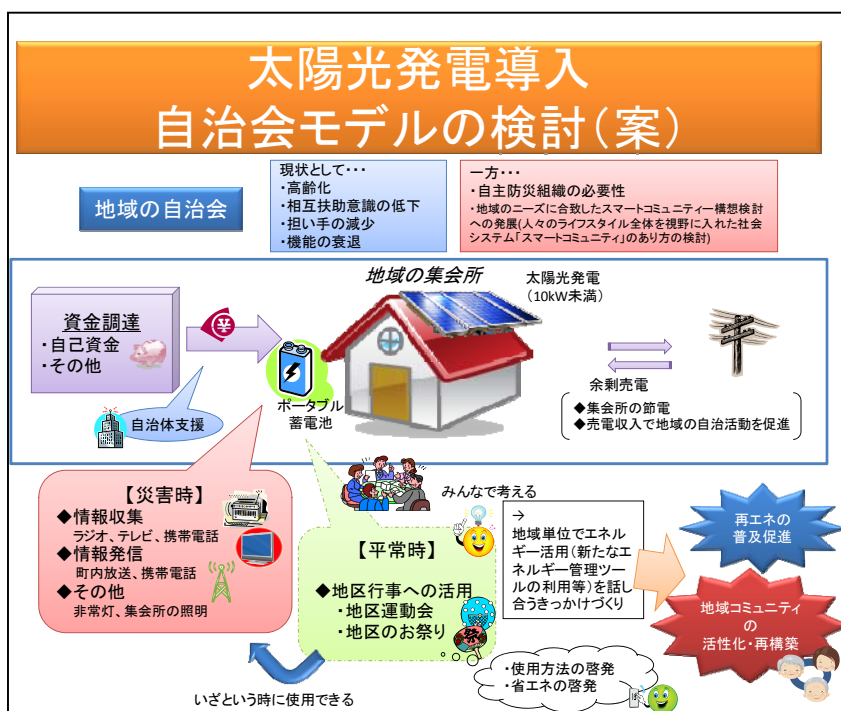 太陽光発電導入
自治会モデルの検討(案)
地域の自治会
現状として・・・
・高齢化
・相互扶助意識の低下
・担い手の減少
・機能の衰退
一方・・・
・自主防災組織の必要性
・地域のニーズに合致したスマートコミュニティー構想検討
への発展(人々のライフスタイル全体を視野に入れた社会
システム「スマートコミュニティ」のあり方の検討)
地域の集会所
太陽光発電
(10kW未満)
資金調達
・自己資金
・その他
自治体支援
ポータブル
蓄電池
余剰売電
◆集会所の節電
◆売電収入で地域の自治活動を促進
【災害時】
◆情報収集
ラジオ、テレビ、携帯電話
◆情報発信
町内放送、携帯電話
◆その他
非常灯、集会所の照明
【平常時】
◆地区行事への活用
・地区運動会
・地区のお祭り
祭
みんなで考える
→
地域単位でエネル
ギー活用(新たなエ
ネルギー管理ツー
ルの利用等)を話し
合うきっかけづくり
再エネの
普及促進
地域コミュニティ
の
活性化・再構築
いざという時に使用できる
・使用方法の啓発
・省エネの啓発